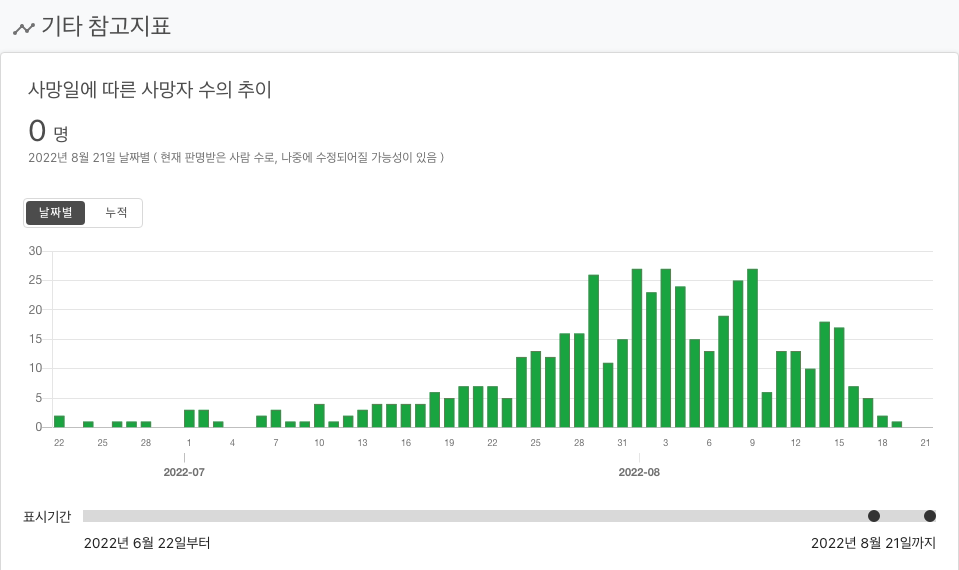 기타 참고지표
사망일에 따른 사망자 수의 추이
0 명
2022년 8월 21일 날짜별 ( 현재 판명받은 사람 수로, 나중에 수정되어질 가능성이 있음 )
날짜별 누적
30
25
20
15
10
5
0
22 25 28 1 4 7 10 13 16 19 22 25 28 31 3 6 9 12 15 18 21
2022-07 2022-08
표시기간
2022년 6월 22일부터 2022년 8월 21일까지